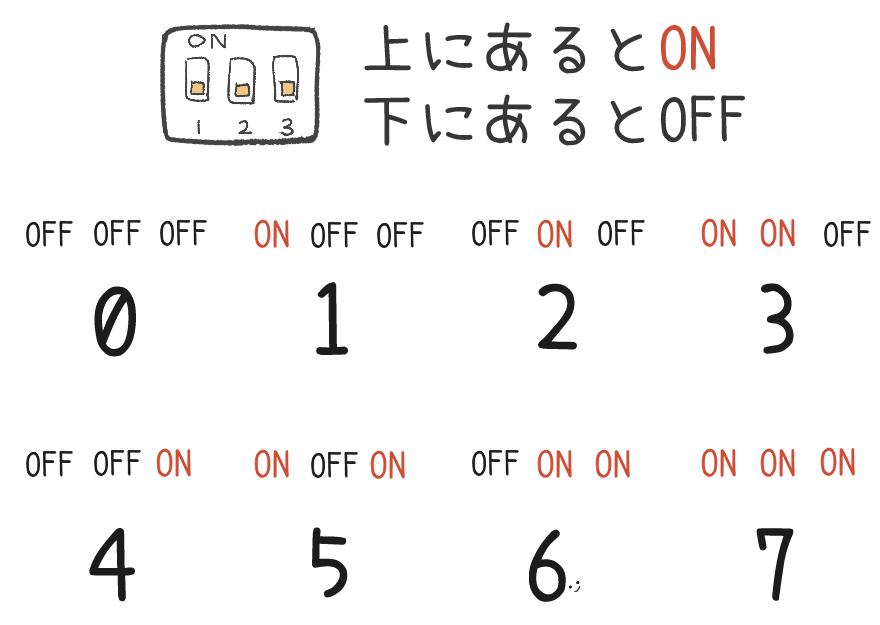 ON
1 2 3
上にあるとON
下にあるとOFF
OFF OFF OFF
0
ON OFF OFF
1
OFF ON OFF
2
ON ON OFF
3
OFF OFF ON
4
ON OFF ON
5
OFF ON ON
6
ON ON ON
7